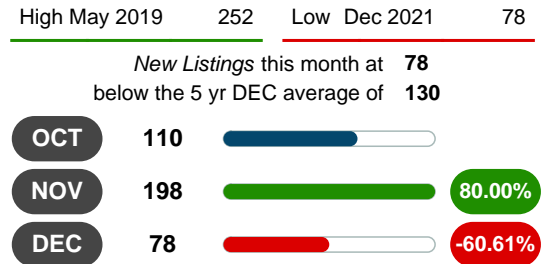 High May 2019 252 Low Dec 2021 78
New Listings this month at 78
below the 5 yr DEC average of 130
OCT 110
NOV 198 80.00%
DEC 78 -60.61%